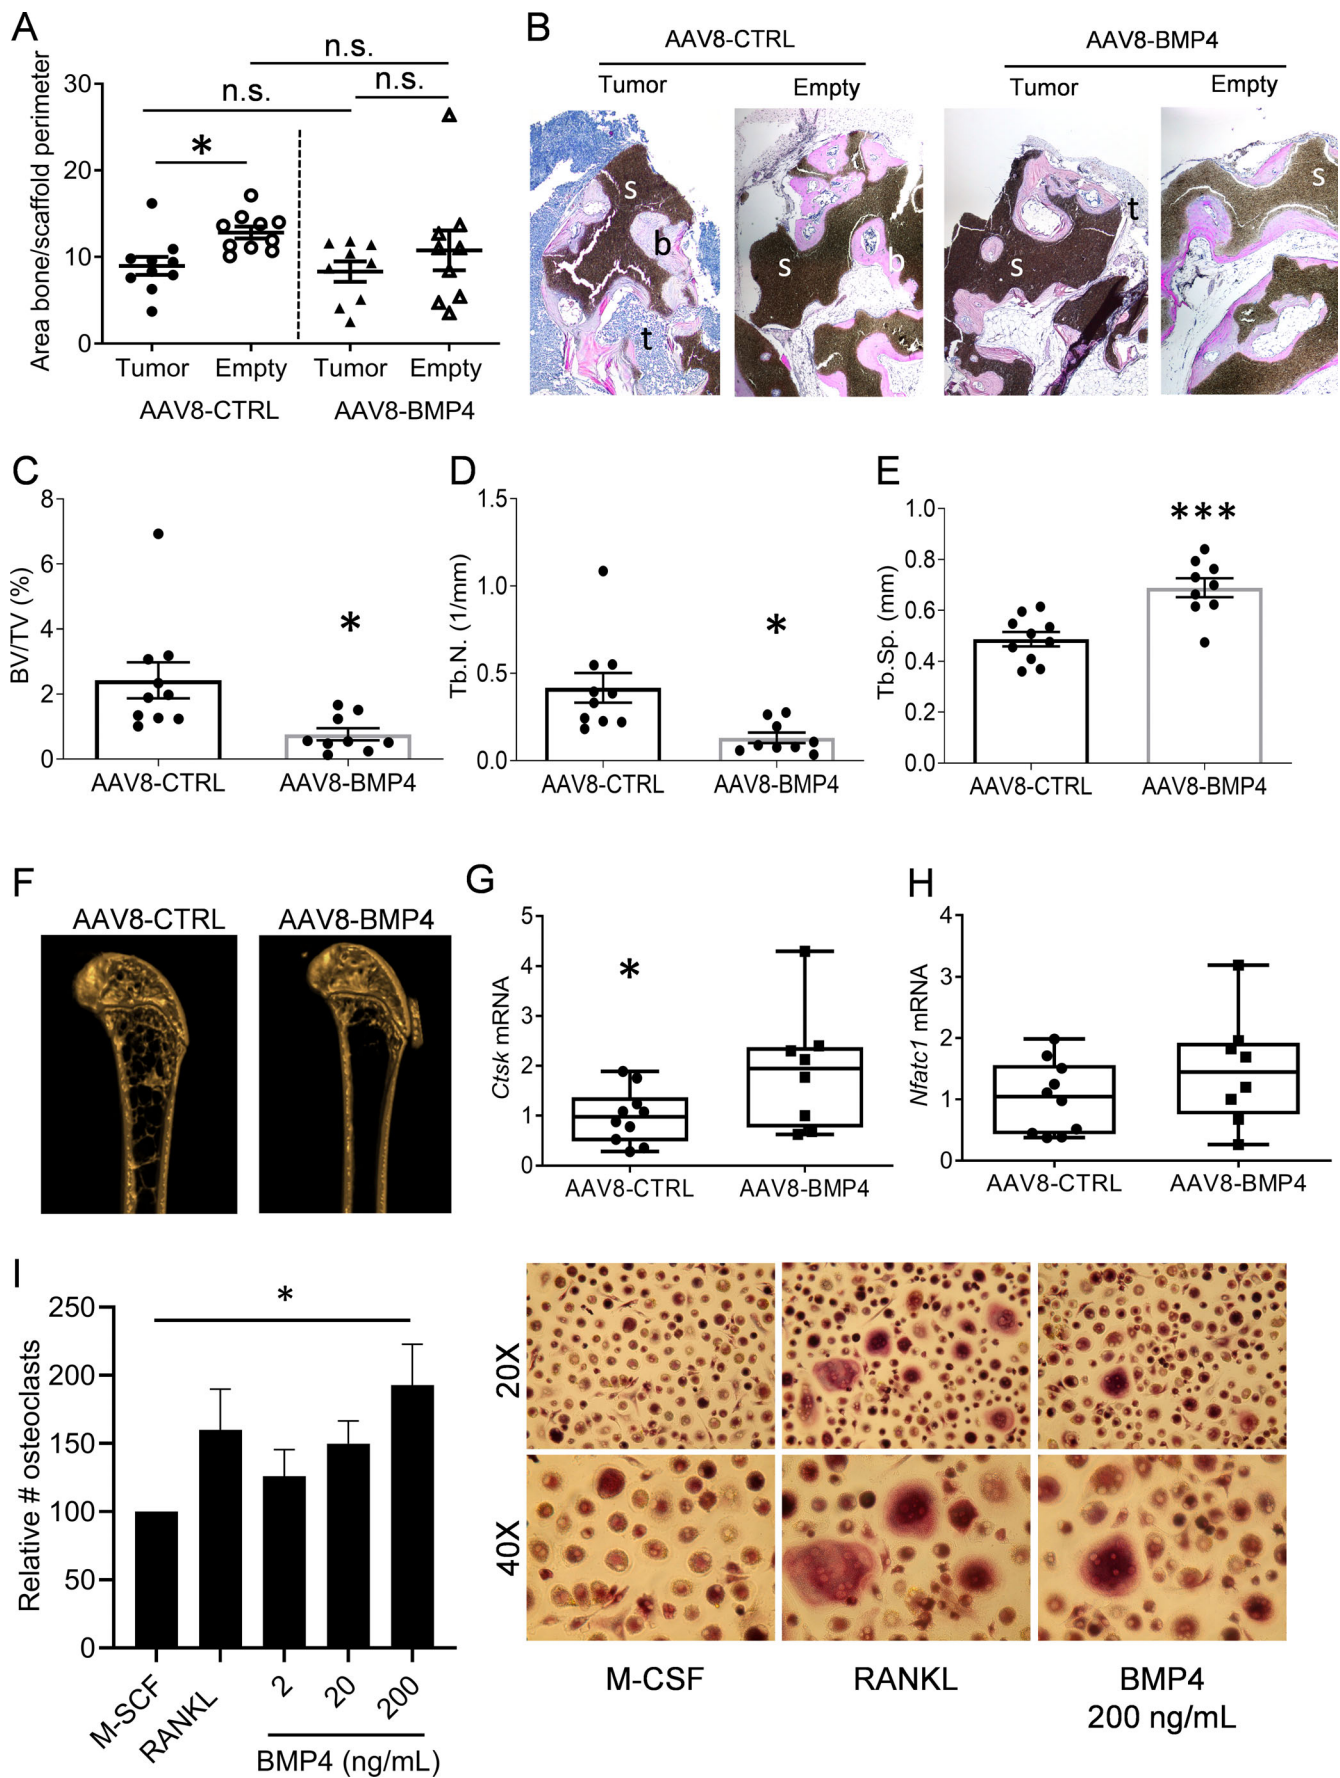 A
n.s.
n.s.
n.s.
*
Area bone/scaffold perimeter
30
20
10
0
Tumor
Empty
Tumor
Empty
AAV8-CTRL
AAV8-BMP4
B
AAV8-CTRL
AAV8-BMP4
Tumor
Empty
Tumor
Empty
s
b
t
s
b
s
t
s
C
BV/TV (%)
8
6
4
2
0
*
AAV8-CTRL
AAV8-BMP4
D
Tb.N. (1/mm)
1.5
1.0
0.5
0.0
*
AAV8-CTRL
AAV8-BMP4
E
Tb.Sp. (mm)
1.0
0.8
0.6
0.4
0.2
0.0
***
AAV8-CTRL
AAV8-BMP4
F
AAV8-CTRL
AAV8-BMP4
G
Ctsk mRNA
5
4
3
2
1
0
*
AAV8-CTRL
AAV8-BMP4
H
Nfatc1 mRNA
4
3
2
1
0
AAV8-CTRL
AAV8-BMP4
I
Relative # osteoclasts
250
200
150
100
50
0
*
M-SCF
RANKL
2
20
200
BMP4 (ng/mL)
20X
40X
M-CSF
RANKL
BMP4
200 ng/mL